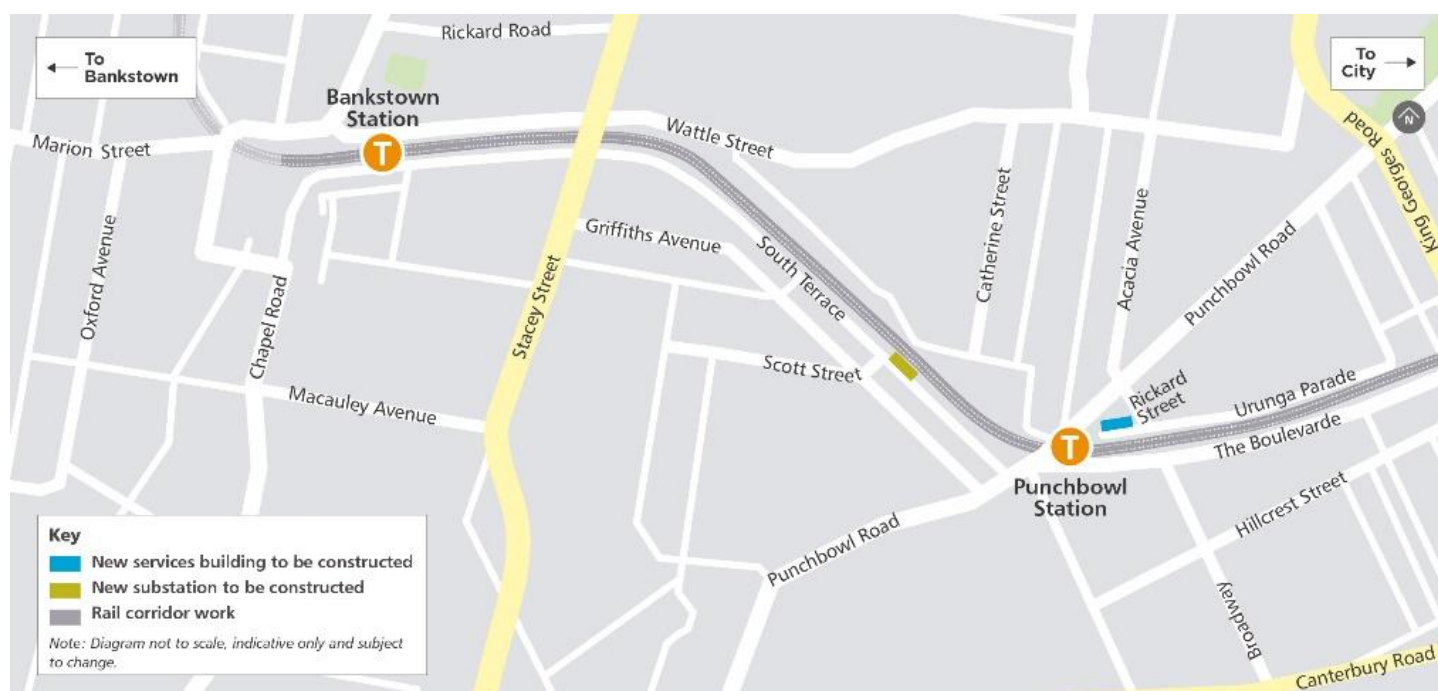 Rickard Road
To
Bankstown
To
City
Bankstown
Station
T
N
Marion Street
Wattle Street
King Georges Road
King
Oxford Avenue
Griffiths Avenue
South Terrace
Catherine Street
Acacia Avenue
Punchbowl Road
Chapel Road
Stacey Street
Scott Street
Macauley Avenue
Rickard
Street
Urunga Parade
The Boulevarde
T
Punchbowl
Station
Hillcrest Street
Punchbowl Road
Broadway
Canterbury Road
Key
New services building to be constructed
New substation to be constructed
Rail corridor work
Note: Diagram not to scale, indicative only and subject
to change.